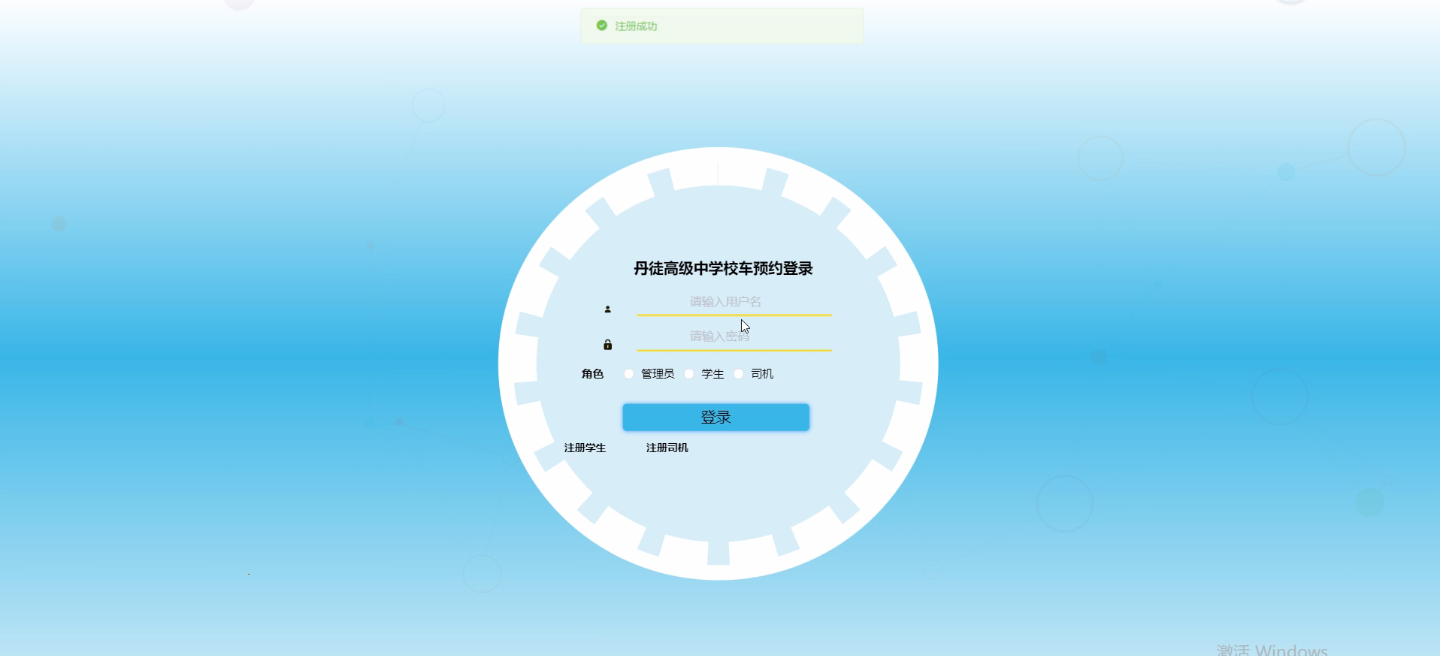 注册成功
丹徒高级中学校车预约登录
请输入用户名
请输入密码
角色 管理员 学生 司机
登录
注册学生 注册司机
激活 Windows